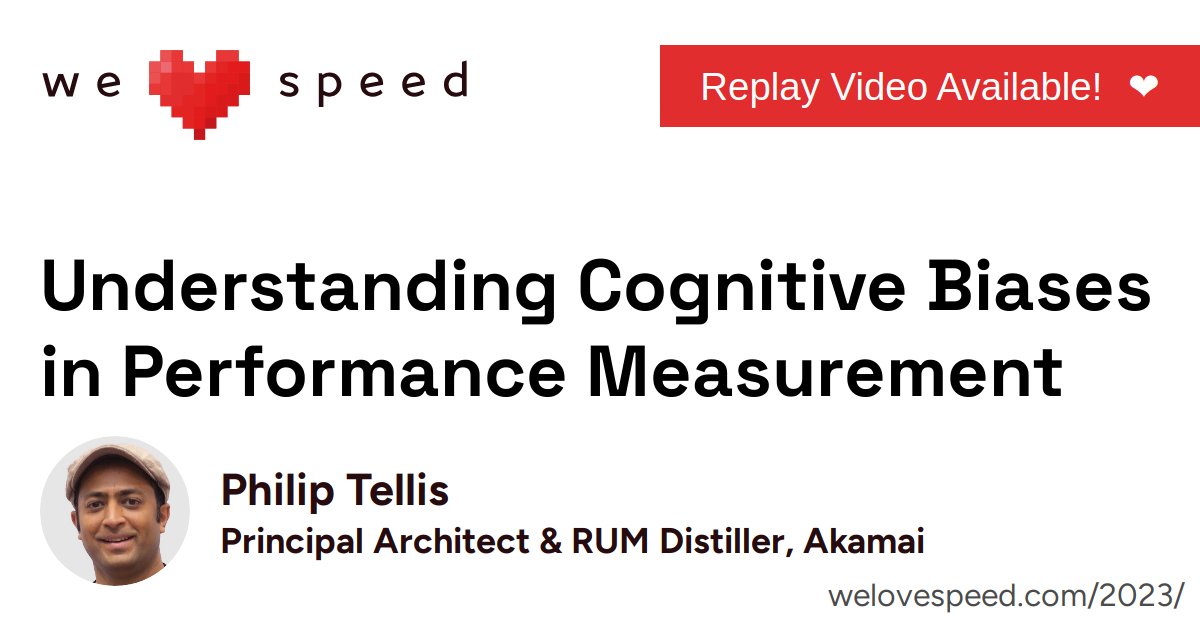 we ❤ speed
Replay Video Available! ❤
Understanding Cognitive Biases
in Performance Measurement
Philip Tellis
Principal Architect & RUM Distiller, Akamai
welovespeed.com/2023/